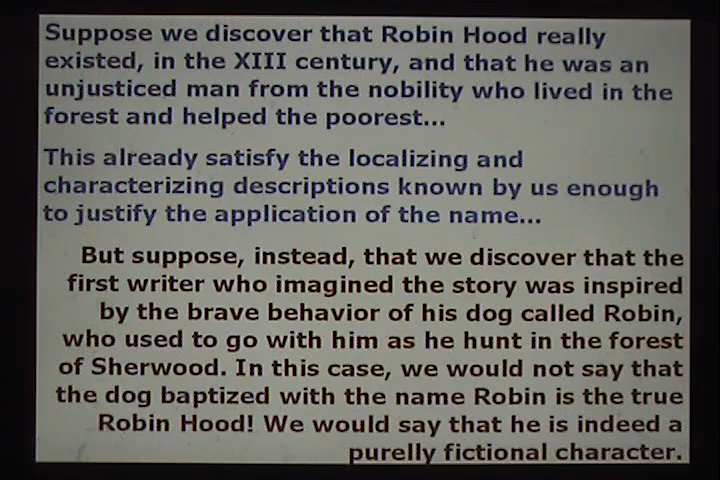 Suppose we discover that Robin Hood really
existed, in the XIII century, and that he was an
unjusticed man from the nobility who lived in the
forest and helped the poorest...
This already satisfy the localizing and
characterizing descriptions known by us enough
to justify the application of the name...
But suppose, instead, that we discover that the
first writer who imagined the story was inspired
by the brave behavior of his dog called Robin,
who used to go with him as he hunt in the forest
of Sherwood. In this case, we would not say that
the dog baptized with the name Robin is the true
Robin Hood! We would say that he is indeed a
purelly fictional character.